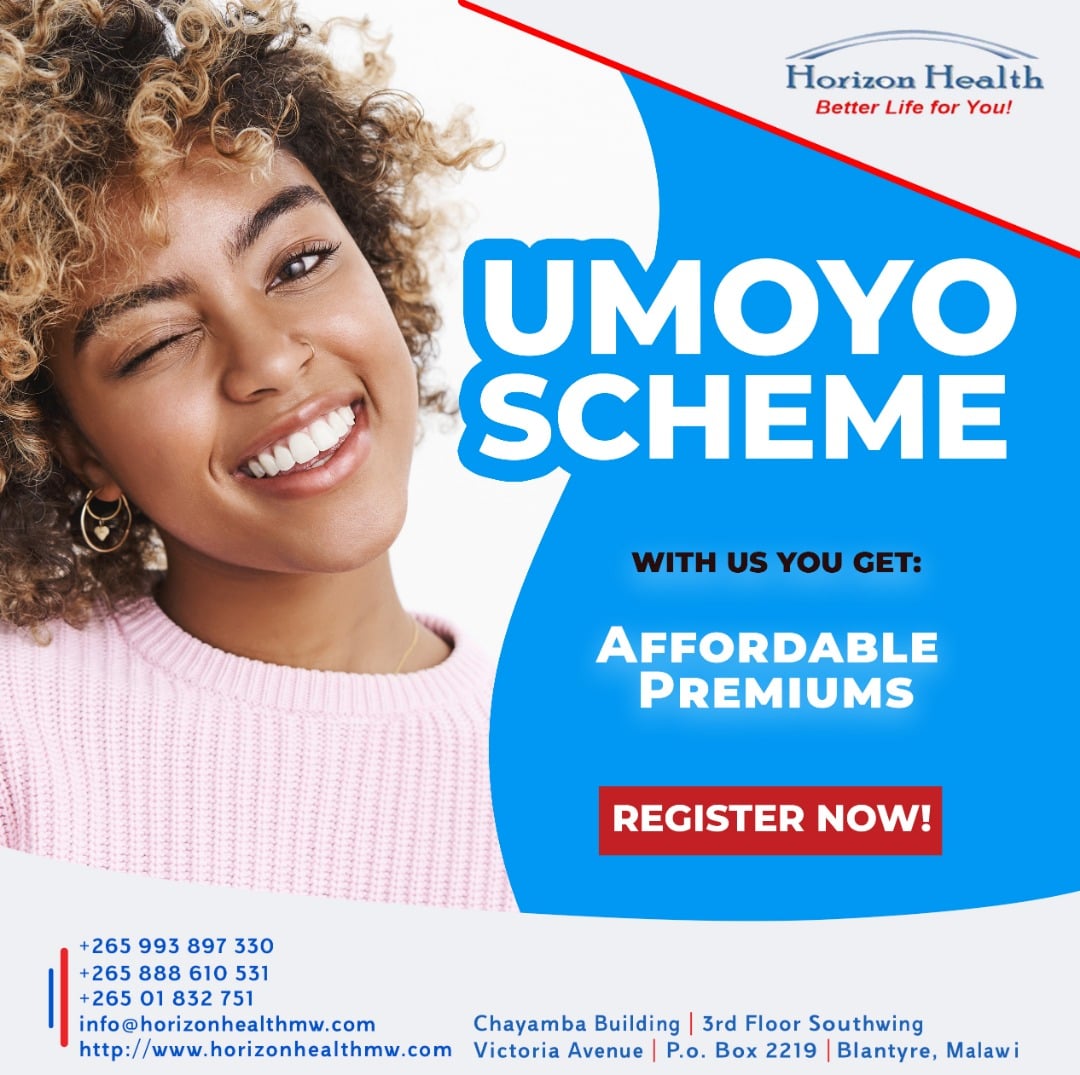 Horizon Health
Better Life for You!
UMOYO
SCHEME
WITH US YOU GET:
AFFORDABLE
PREMIUMS
REGISTER NOW!
+265 993 897 330
+265 888 610 531
+265 01 832 751
info@horizonhealthmw.com
http://www.horizonhealthmw.com
Chayamba Building | 3rd Floor Southwing
Victoria Avenue | P.o. Box 2219 | Blantyre, Malawi